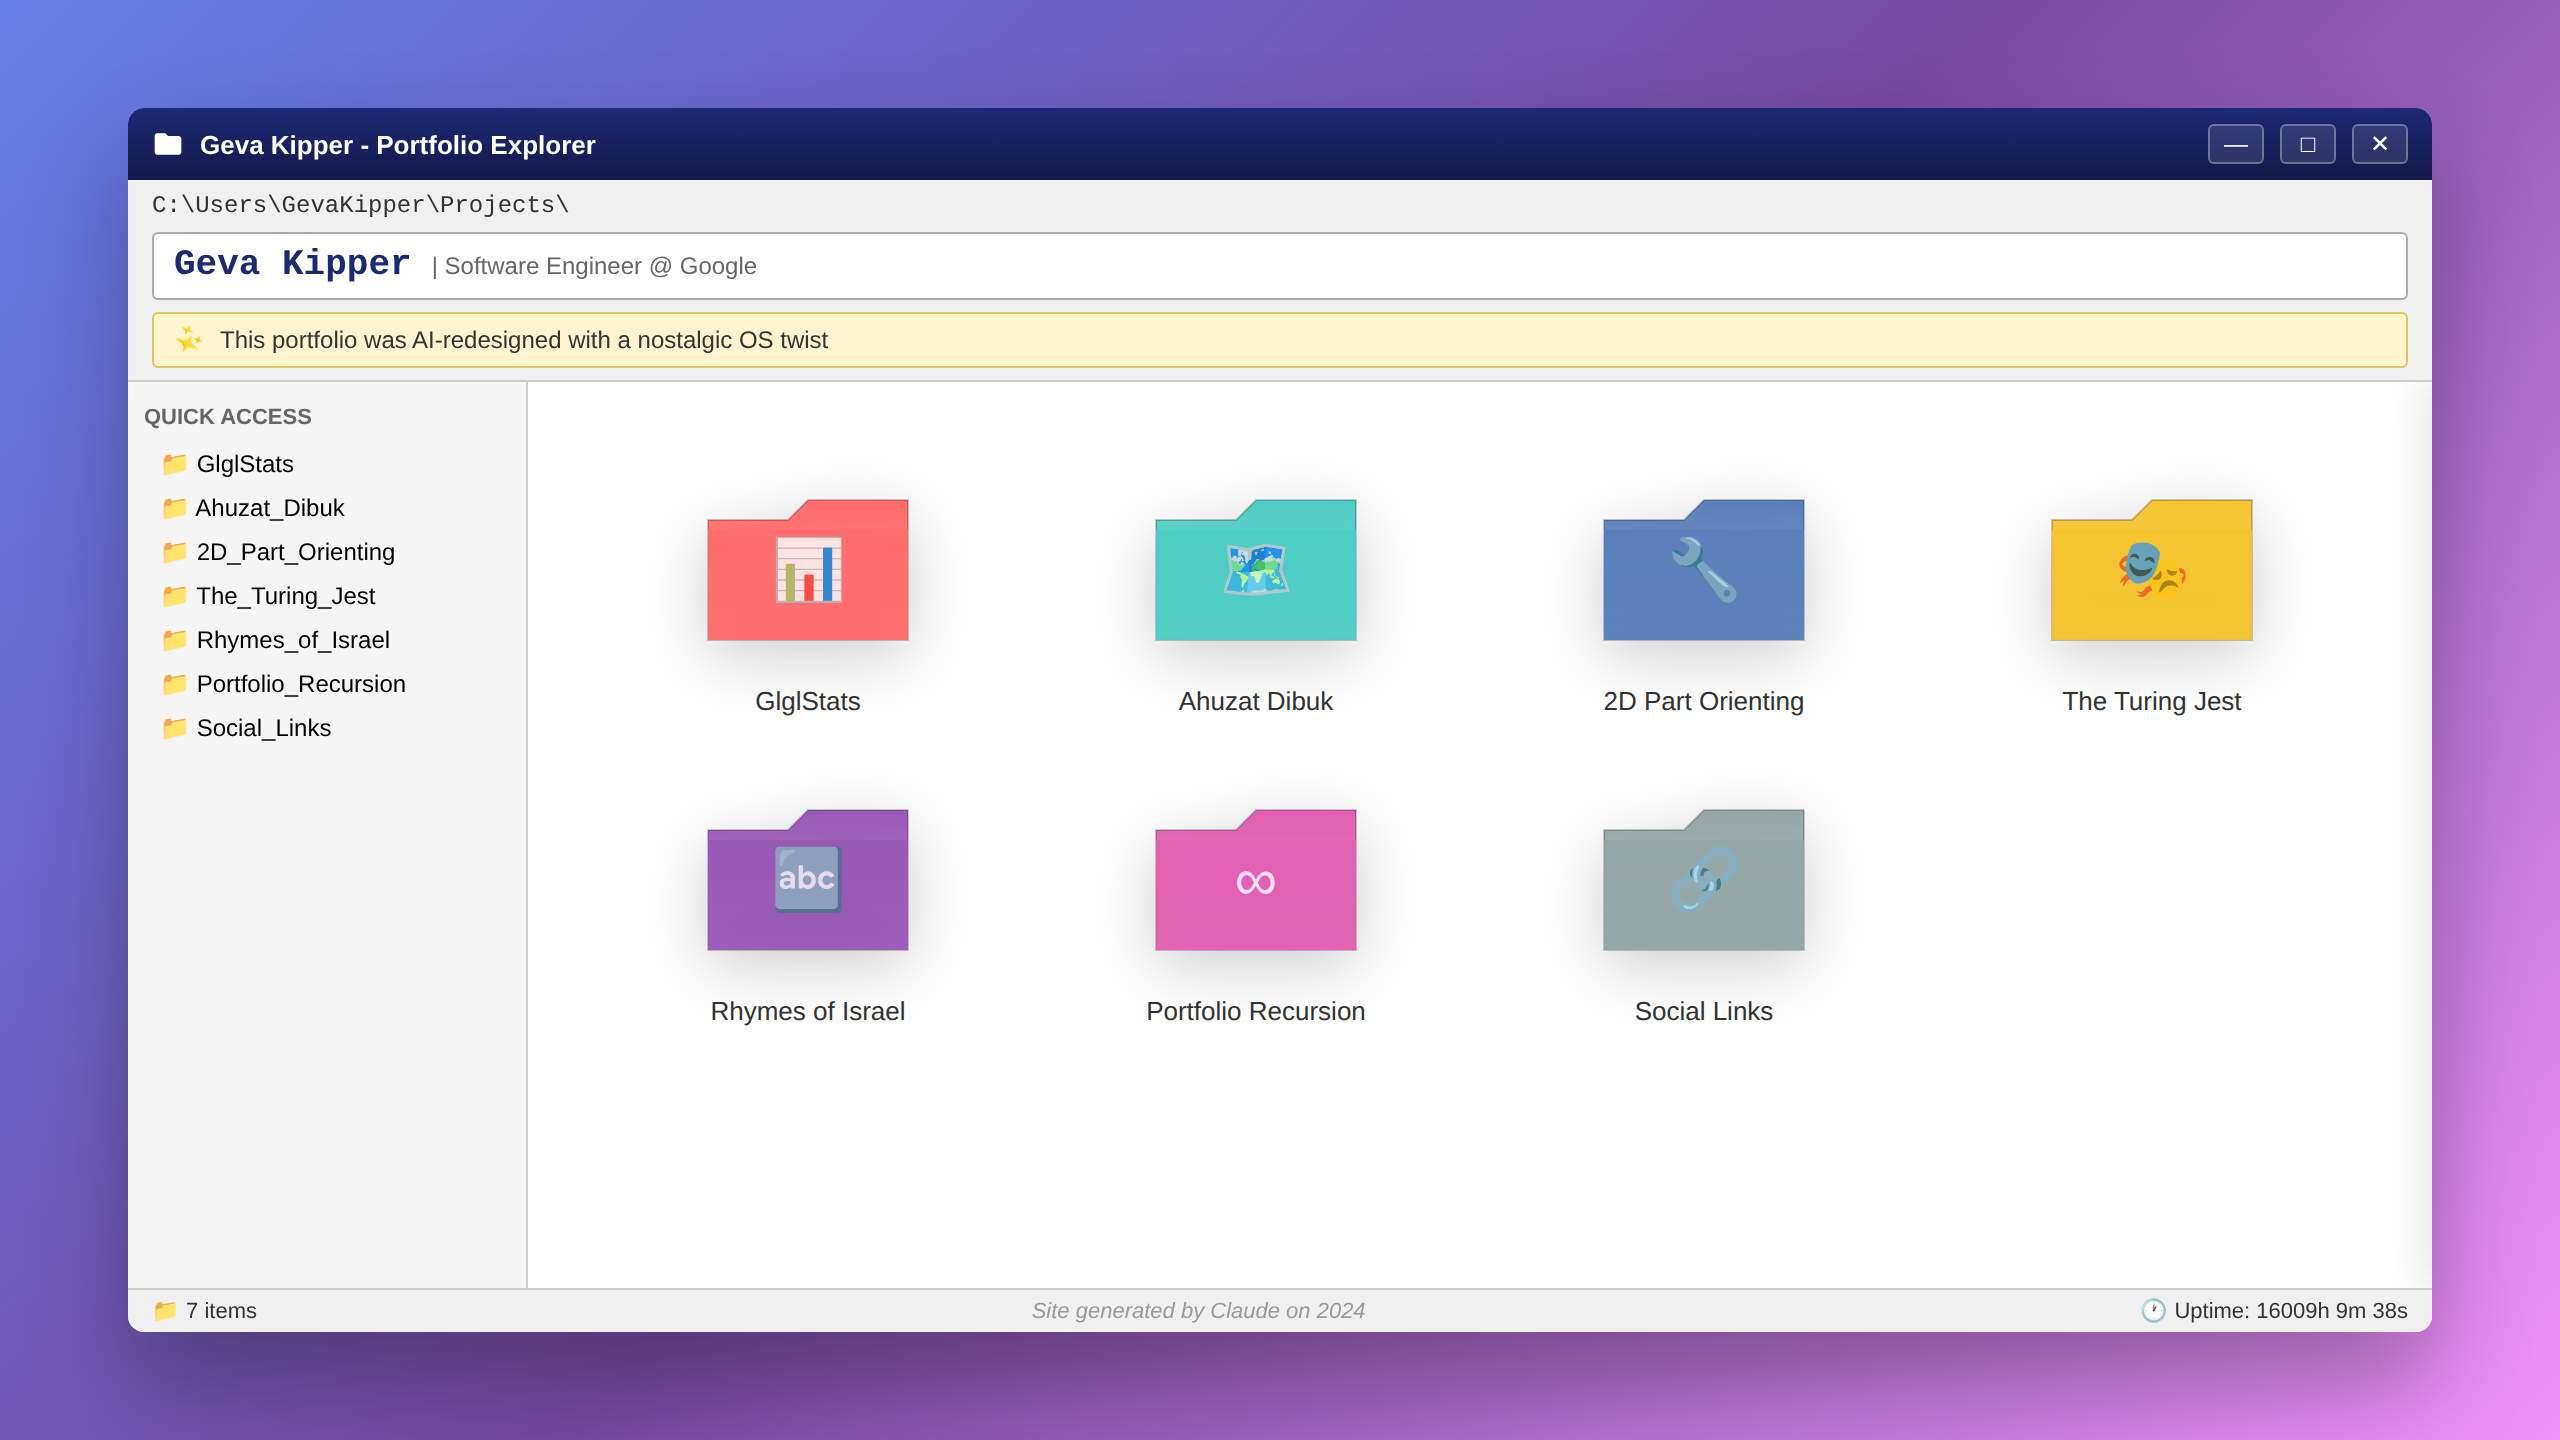 Geva Kipper - Portfolio Explorer
C:\Users\GevaKipper\Projects\
Geva Kipper | Software Engineer @ Google
This portfolio was AI-redesigned with a nostalgic OS twist
QUICK ACCESS
GlglStats
Ahuzat_Dibuk
2D_Part_Orienting
The_Turing_Jest
Rhymes_of_Israel
Portfolio_Recursion
Social_Links
GlglStats
Ahuzat Dibuk
2D Part Orienting
The Turing Jest
abc
Rhymes of Israel
Portfolio Recursion
Social Links
7 items
Site generated by Claude on 2024
Uptime: 16009h 9m 38s